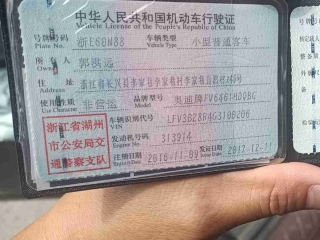 中华人民共和国机动车行驶证
Vehicle License of the People's Republic of China
号牌号码 浙E60N88 车辆类型 小型普通客车
Plate No. Vehicle Type
所有人 郭洪远
Owner
住址
使用性质 非营运 品牌型号 奥迪牌FV6461HDQBG
Use Character
浙江省湖州
市公安局交
通警察支队
车辆识别代号
VIN LFV3B28R4G3106206
发动机号码 313914
Engine No.
注册日期 2016-11-09 发证日期 2017-12-11